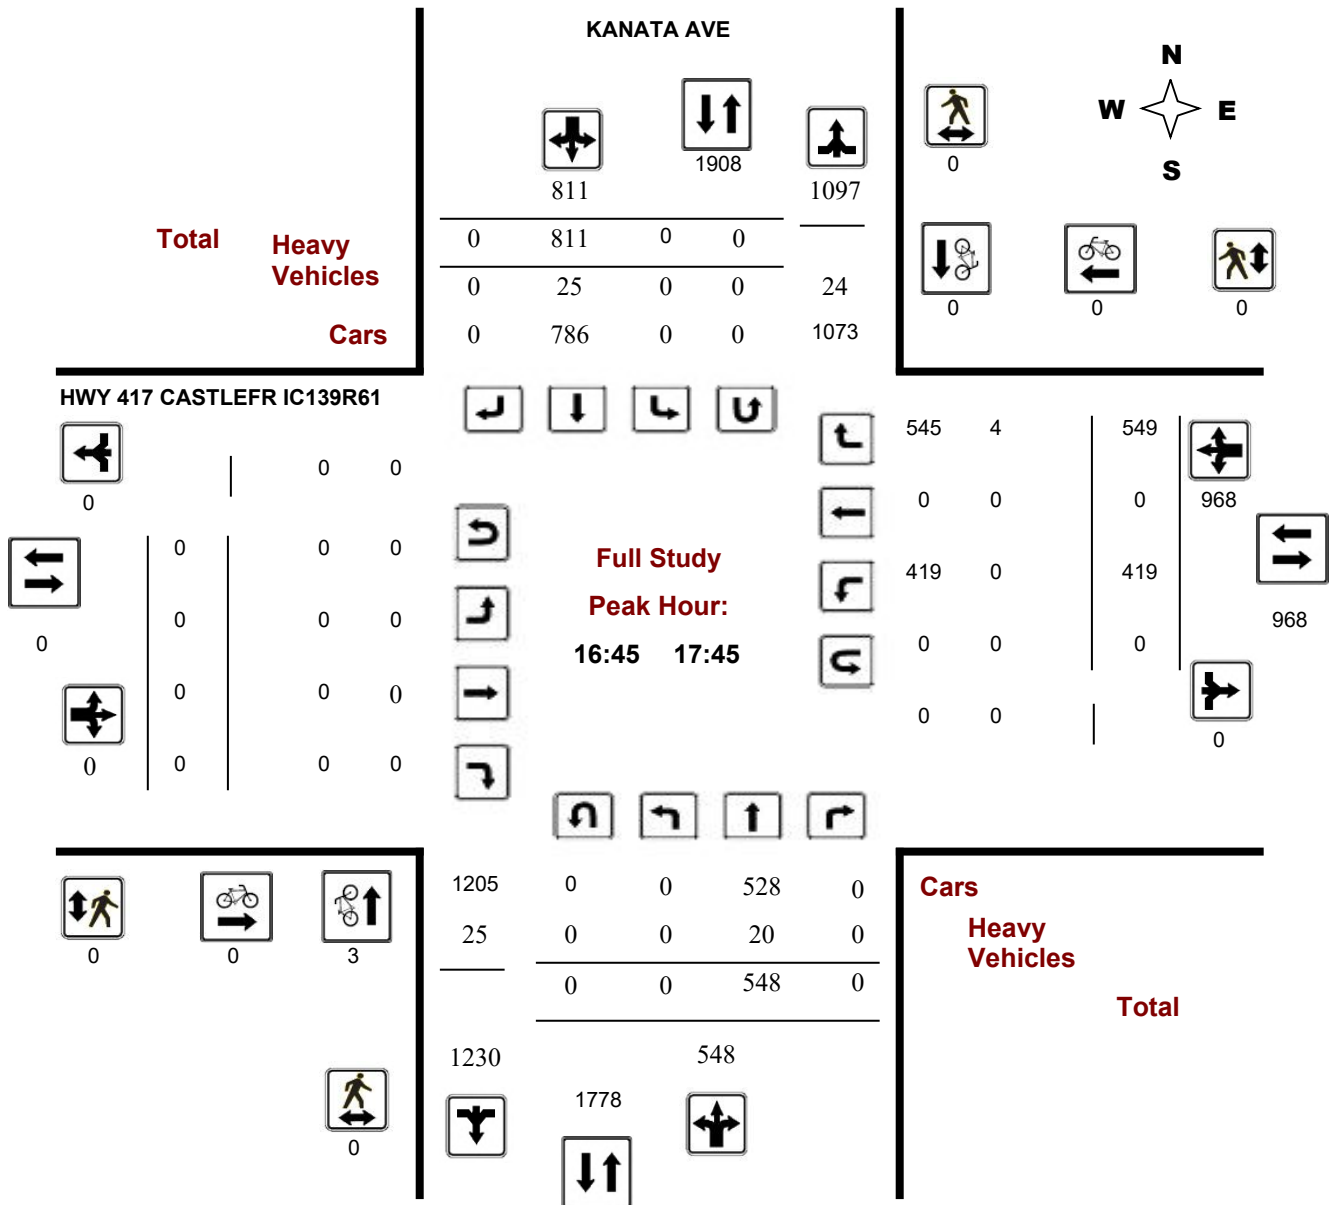 KANATA AVE
N
W E
S
1908
0
811 1097
Total Heavy Vehicles
0 811 0 0
0 25 0 0 24
Cars 0 786 0 0 1073
0 0 0
HWY 417 CASTLEFR IC139R61
0 0 0
545 4 549
0 0 0 968
0 0 0
Full Study
419 0 419
Peak Hour:
0 0 0
0
16:45 17:45
0 0 0
968
0 0 0
0 0 0
0 0 0 0
1205 0 0 528 0
Cars
25 0 0 20 0
Heavy
Vehicles
0 0 3
0 0 548 0
Total
1230 548
1778
0